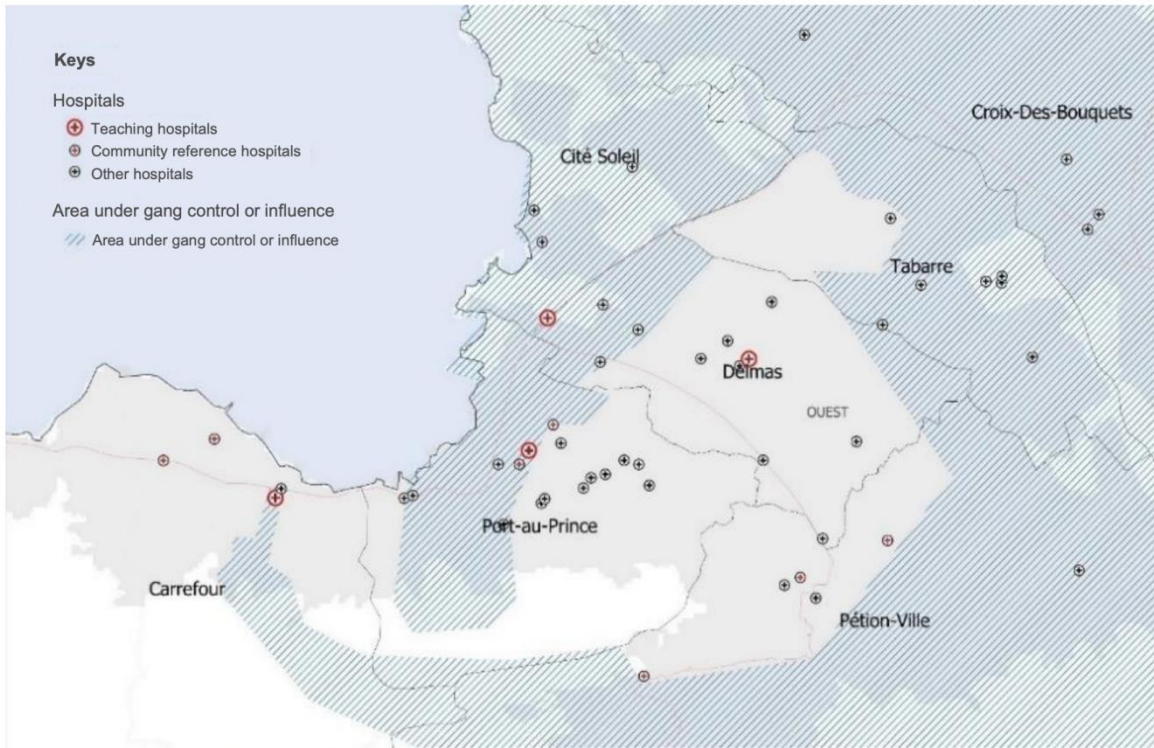 Keys
Hospitals
Teaching hospitals
Community reference hospitals
Other hospitals
Area under gang control or influence
Area under gang control or influence
Croix-Des-Bouquets
Cité Soleil
Tabarre
Delmas
OUEST
Port-au-Prince
Carrefour
Pétion-Ville